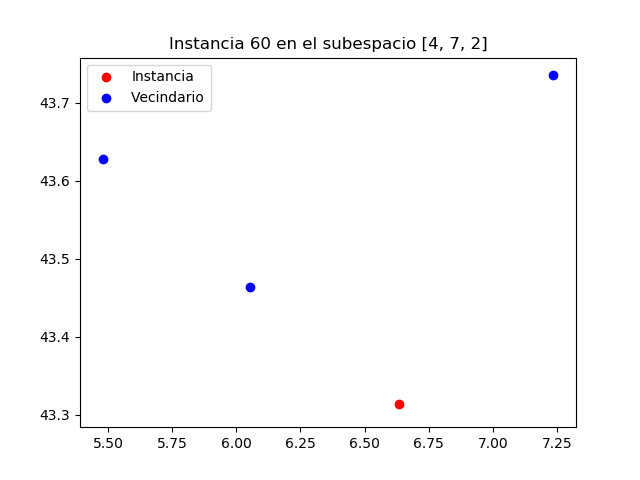 Instancia 60 en el subespacio [4, 7, 2]
Instancia
Vecindario
43.7
43.6
43.5
43.4
43.3
5.50 5.75 6.00 6.25 6.50 6.75 7.00 7.25